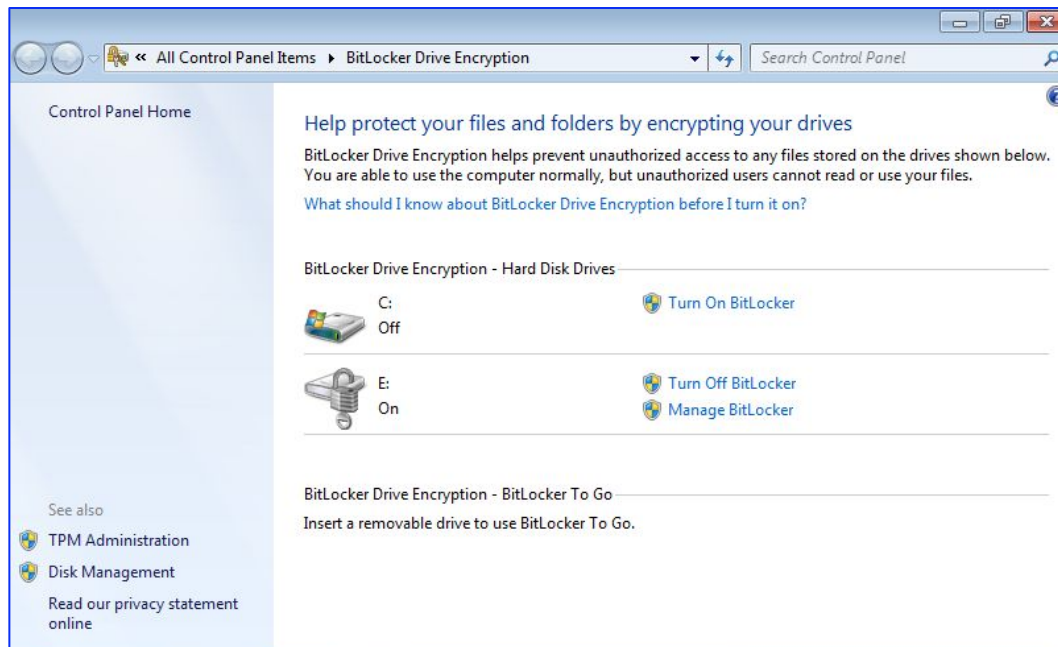 « All Control Panel Items ▸ BitLocker Drive Encryption
Search Control Panel
Control Panel Home
Help protect your files and folders by encrypting your drives
BitLocker Drive Encryption helps prevent unauthorized access to any files stored on the drives shown below.
You are able to use the computer normally, but unauthorized users cannot read or use your files.
What should I know about BitLocker Drive Encryption before I turn it on?
BitLocker Drive Encryption - Hard Disk Drives
C:
Off
Turn On BitLocker
E:
On
Turn Off BitLocker
Manage BitLocker
BitLocker Drive Encryption - BitLocker To Go
Insert a removable drive to use BitLocker To Go.
See also
TPM Administration
Disk Management
Read our privacy statement
online